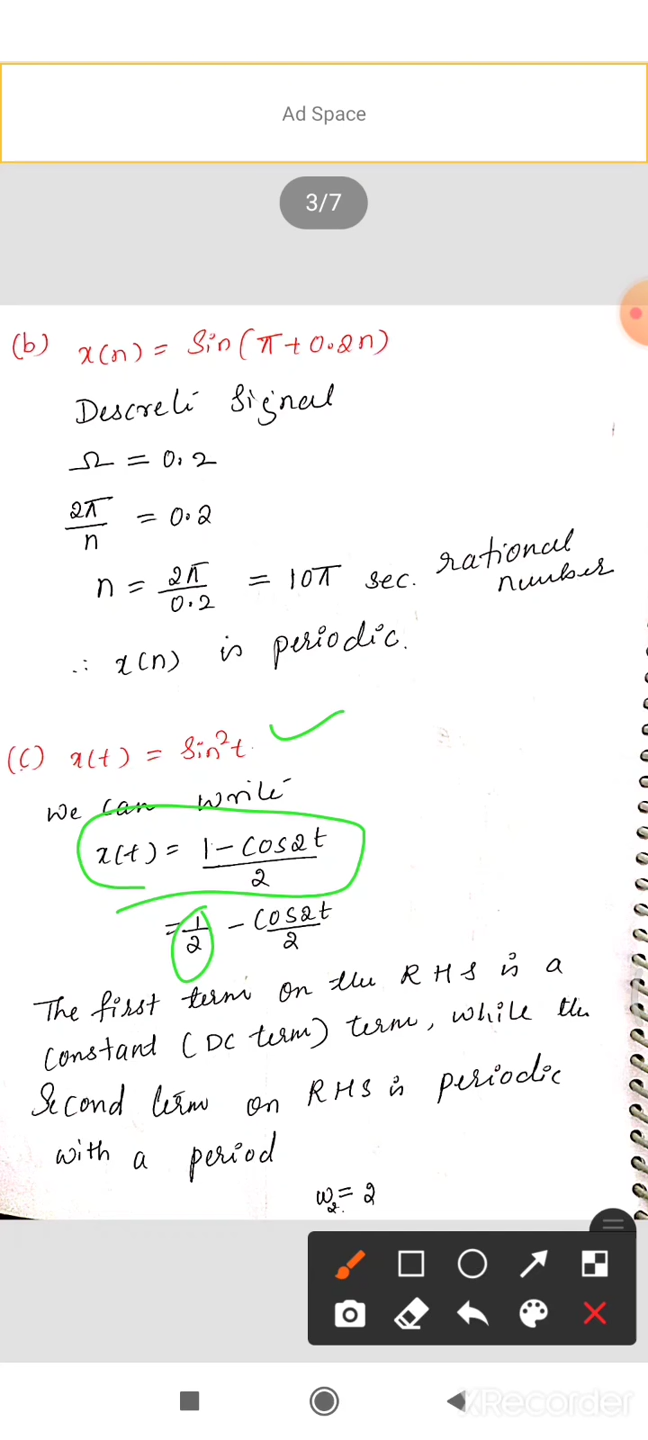 Ad Space
3/7
(b) x(n) = Sin(π+0.2n)
Descreti Signal
Ω = 0.2
2π/n = 0.2
n = 2π/0.2 = 10π sec. rational number
∴ x(n) is periodic.
(C) x(t) = Sin²t.
We can write
x(t) = 1-Cos2t/2
= 1/2 - Cos2t/2
The first term on the RHS is a
Constant (DC term) term, while the
Second term on RHS is periodic
with a period
ω₂ = 2
XRecorder